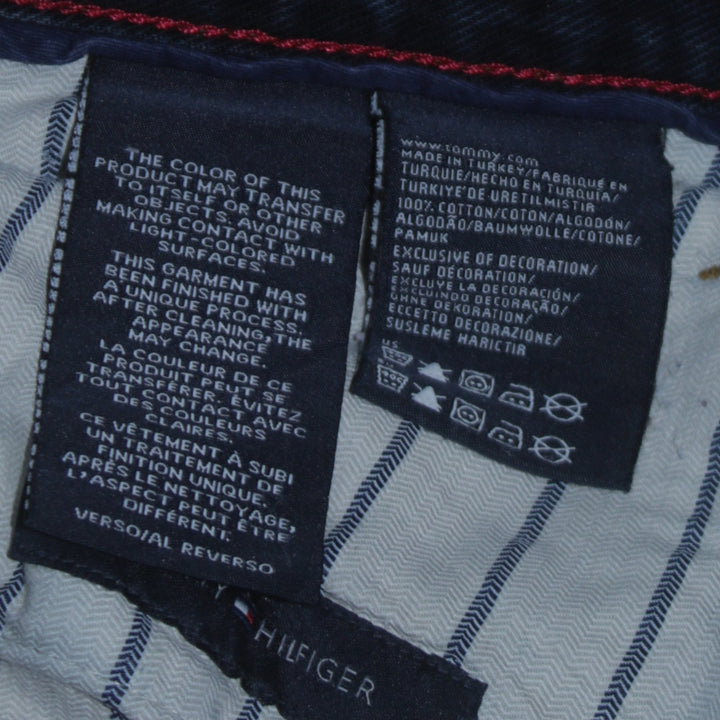 THE COLOR OF THIS
PRODUCT MAY TRANSFER
TO ITSELF OR OTHER
OBJECTS. AVOID
MAKING CONTACT WITH
LIGHT-COLORED
SURFACES.
THIS GARMENT HAS
BEEN FINISHED WITH
A UNIQUE PROCESS.
AFTER CLEANING, THE
APPEARANCE
MAY CHANGE.
LA COULEUR DE CE
PRODUIT PEUT SE
TRANSFÉRER. ÉVITEZ
TOUT CONTACT AVEC
DES COULEURS
CLAIRES.
CE VÊTEMENT A SUBI
UN TRAITEMENT DE
FINITION UNIQUE.
APRÈS LE NETTOYAGE,
L'ASPECT PEUT ÊTRE
DIFFÉRENT.
VERSO/AL REVERSO
www.tommy.com
MADE IN TURKEY/FABRIQUÉ EN
TURQUIE/HECHO EN TURQUÍA/
TURKIYE'DE URETILMISTIR
100% COTTON/COTON/ALGODÓN/
ALGODÃO/BAUMWOLLE/COTONE/
PAMUK
EXCLUSIVE OF DECORATION/
SAUF DÉCORATION/
EXCLUYE LA DECORACIÓN/
EXCLUINDO DECORAÇÃO/
OHNE DEKORATION/
ECCETTO DECORAZIONE/
SUSLEME HARICTIR
US
Y HILFIGER